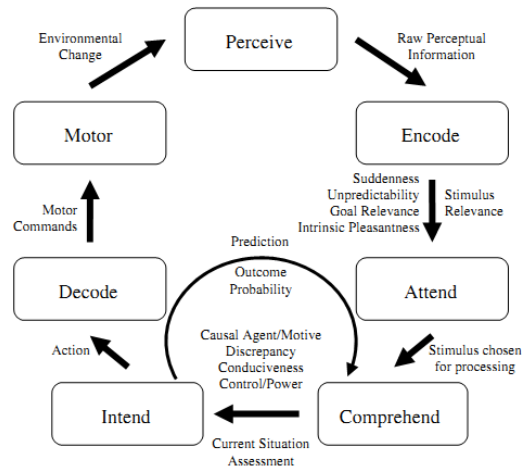 Environmental
Change
Perceive
Raw Perceptual
Information
Motor
Encode
Suddenness
Unpredictability
Goal Relevance
Intrinsic Pleasantness
Stimulus
Relevance
Motor
Commands
Prediction
Outcome
Probability
Decode
Attend
Action
Causal Agent/Motive
Discrepancy
Conduciveness
Control/Power
Stimulus chosen
for processing
Intend
Comprehend
Current Situation
Assessment